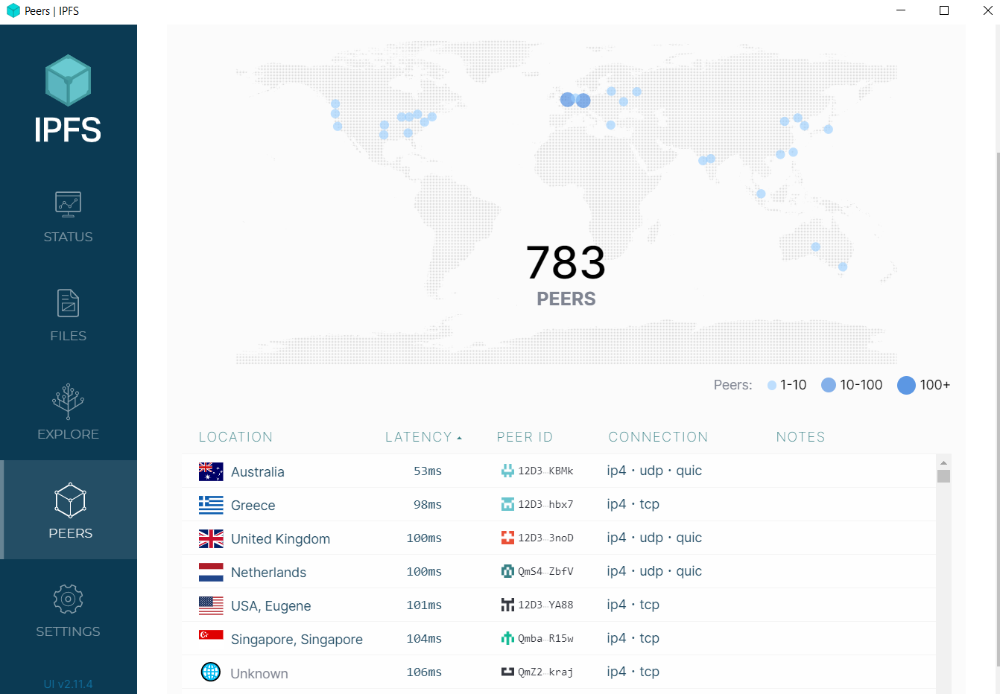 Peers | IPFS
IPFS
STATUS
FILES
EXPLORE
PEERS
SETTINGS
UI v2.11.4
783
PEERS
Peers: 1-10 10-100 100+
LOCATION LATENCY PEER ID CONNECTION NOTES
Australia 53ms 12D3…KBMk ip4・udp・quic
Greece 98ms 12D3…hbx7 ip4・tcp
United Kingdom 100ms 12D3…3noD ip4・udp・quic
Netherlands 100ms QmS4…ZbfV ip4・udp・quic
USA, Eugene 101ms 12D3…YA88 ip4・tcp
Singapore, Singapore 104ms Qmba…R15w ip4・tcp
Unknown 106ms QmZ2…kraj ip4・tcp